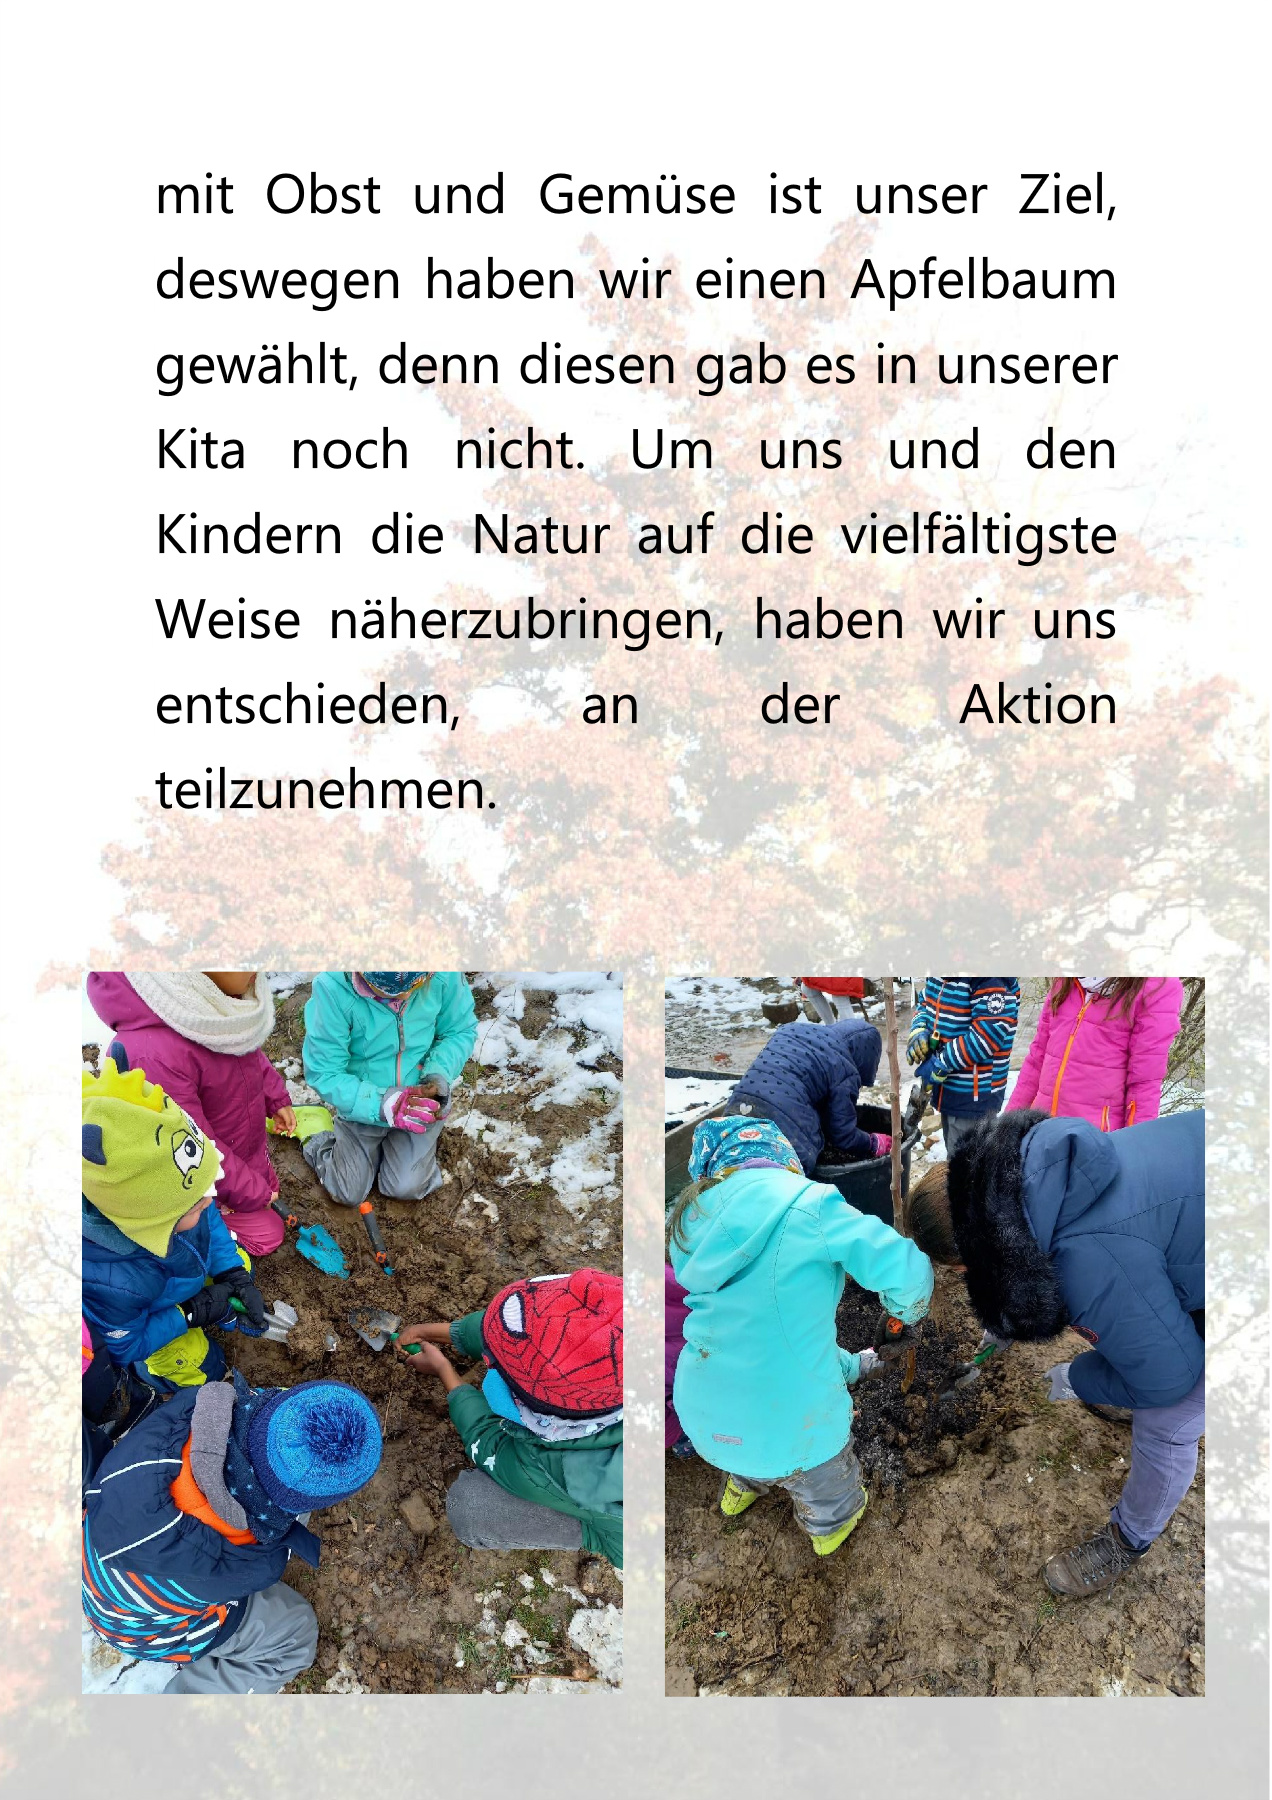 mit Obst und Gemüse ist unser Ziel,
deswegen haben wir einen Apfelbaum
gewählt, denn diesen gab es in unserer
Kita noch nicht. Um uns und den
Kindern die Natur auf die vielfältigste
Weise näherzubringen, haben wir uns
entschieden, an der Aktion
teilzunehmen.